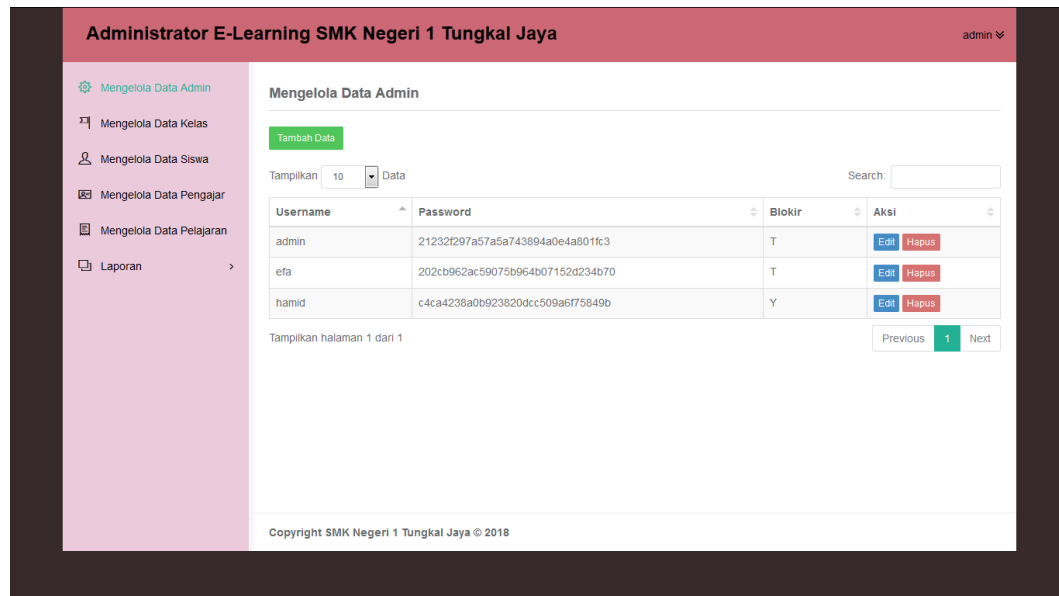 Administrator E-Learning SMK Negeri 1 Tungkal Jaya
admin
Mengelola Data Admin
Mengelola Data Kelas
Mengelola Data Siswa
Mengelola Data Pengajar
Mengelola Data Pelajaran
Laporan
Mengelola Data Admin
Tambah Data
Tampilkan 10 Data Search:
Username Password Blokir Aksi
admin 21232f297a57a5a743894a0e4a801fc3 T Edit Hapus
efa 202cb962ac59075b964b07152d234b70 T Edit Hapus
hamid c4ca4238a0b923820dcc509a6f75849b Y Edit Hapus
Tampilkan halaman 1 dari 1 Previous 1 Next
Copyright SMK Negeri 1 Tungkal Jaya © 2018